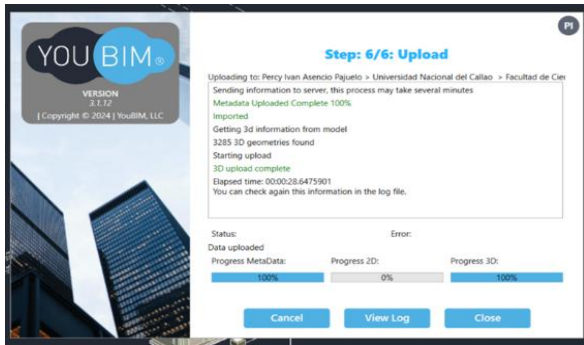 PI
YOUBIM®
VERSION
3.1.12
| Copyright © 2024 | YouBIM, LLC
Step: 6/6: Upload
Uploading to: Percy Ivan Asencio Pajuelo > Universidad Nacional del Callao > Facultad de Cier
Sending information to server, this process may take several minutes
Metadata Uploaded Complete 100%
Imported
Getting 3d information from model
3285 3D geometries found
Starting upload
3D upload complete
Elapsed time: 00:00:28.6475901
You can check again this information in the log file.
Status: Error:
Data uploaded
Progress MetaData: Progress 2D: Progress 3D:
100% 0% 100%
Cancel View Log Close